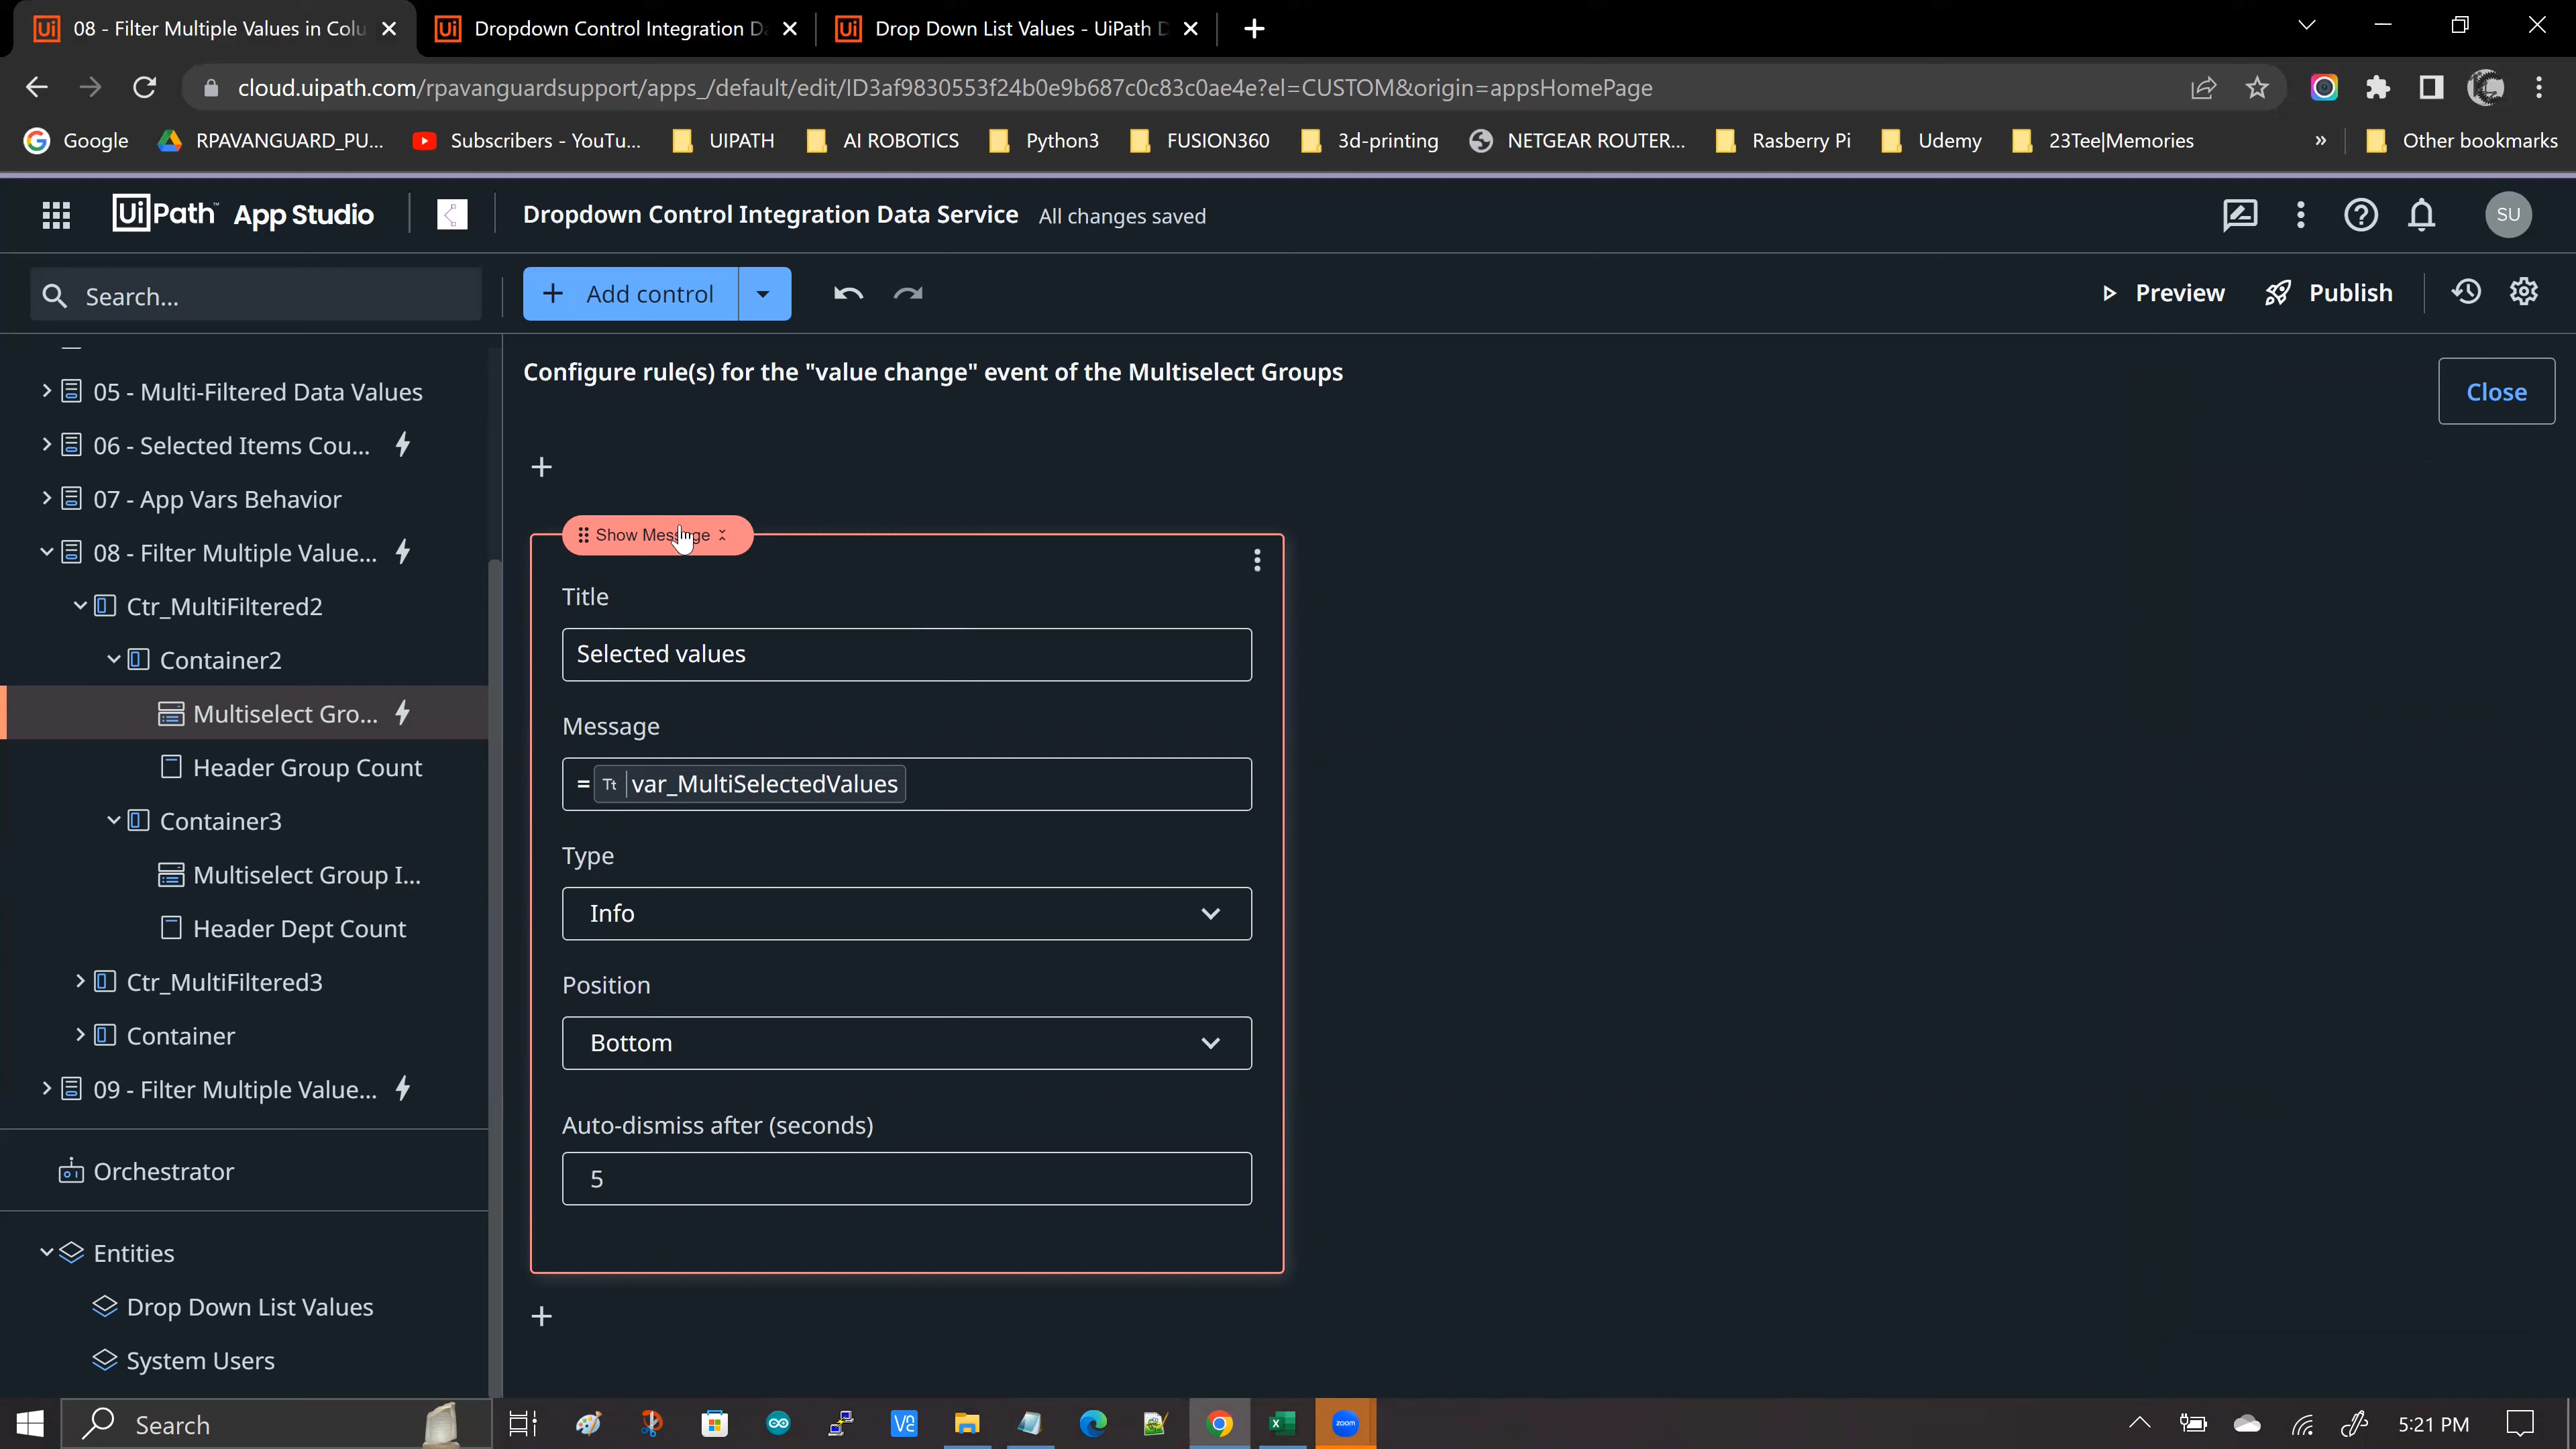 08 - Filter Multiple Values in Colu
Dropdown Control Integration Da
Drop Down List Values - UiPath D
cloud.uipath.com/rpavanguardsupport/apps_/default/edit/ID3af9830553f24b0e9b687c0c83c0ae4e?el=CUSTOM&origin=appsHomePage
Google
RPAVANGUARD_PU...
Subscribers - YouTu...
UIPATH
AI ROBOTICS
Python3
FUSION360
3d-printing
NETGEAR ROUTER...
Rasberry Pi
Udemy
23Tee|Memories
»
Other bookmarks
UiPath™ App Studio
Dropdown Control Integration Data Service
All changes saved
SU
Search...
+ Add control
Preview
Publish
Configure rule(s) for the "value change" event of the Multiselect Groups
Close
05 - Multi-Filtered Data Values
06 - Selected Items Cou...
07 - App Vars Behavior
08 - Filter Multiple Value...
Ctr_MultiFiltered2
Container2
Multiselect Gro...
Header Group Count
Container3
Multiselect Group I...
Header Dept Count
Ctr_MultiFiltered3
Container
09 - Filter Multiple Value...
Orchestrator
Entities
Drop Down List Values
System Users
Show Message
Title
Selected values
Message
= Tt var_MultiSelectedValues
Type
Info
Position
Bottom
Auto-dismiss after (seconds)
5
Search
zoom
5:21 PM